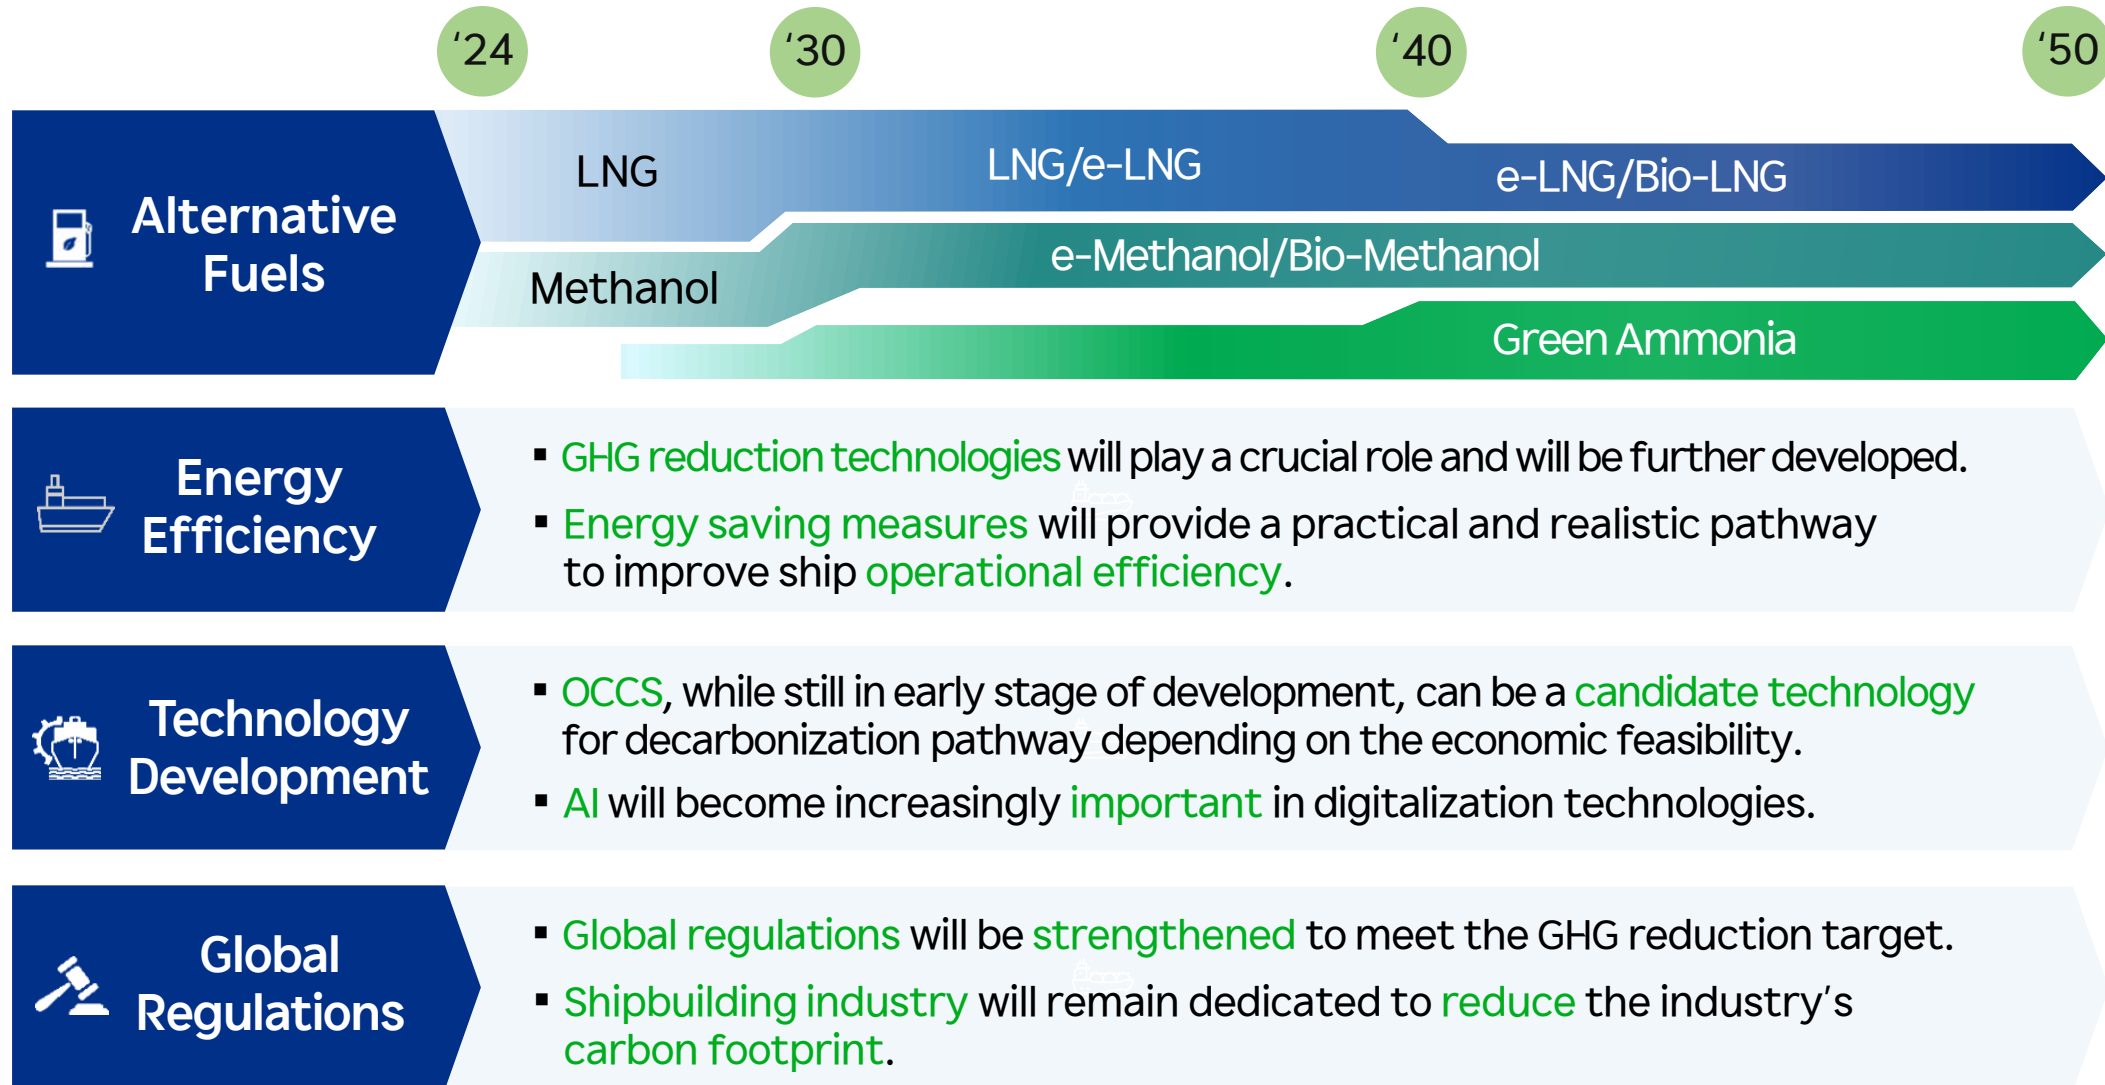 ‘24
‘30
‘40
‘50
Alternative
Fuels
LNG
LNG/e-LNG
e-LNG/Bio-LNG
Methanol
e-Methanol/Bio-Methanol
Green Ammonia
Energy
Efficiency
▪ GHG reduction technologies will play a crucial role and will be further developed.
▪ Energy saving measures will provide a practical and realistic pathway
to improve ship operational efficiency.
Technology
Development
▪ OCCS, while still in early stage of development, can be a candidate technology
for decarbonization pathway depending on the economic feasibility.
▪ AI will become increasingly important in digitalization technologies.
Global
Regulations
▪ Global regulations will be strengthened to meet the GHG reduction target.
▪ Shipbuilding industry will remain dedicated to reduce the industry’s
carbon footprint.